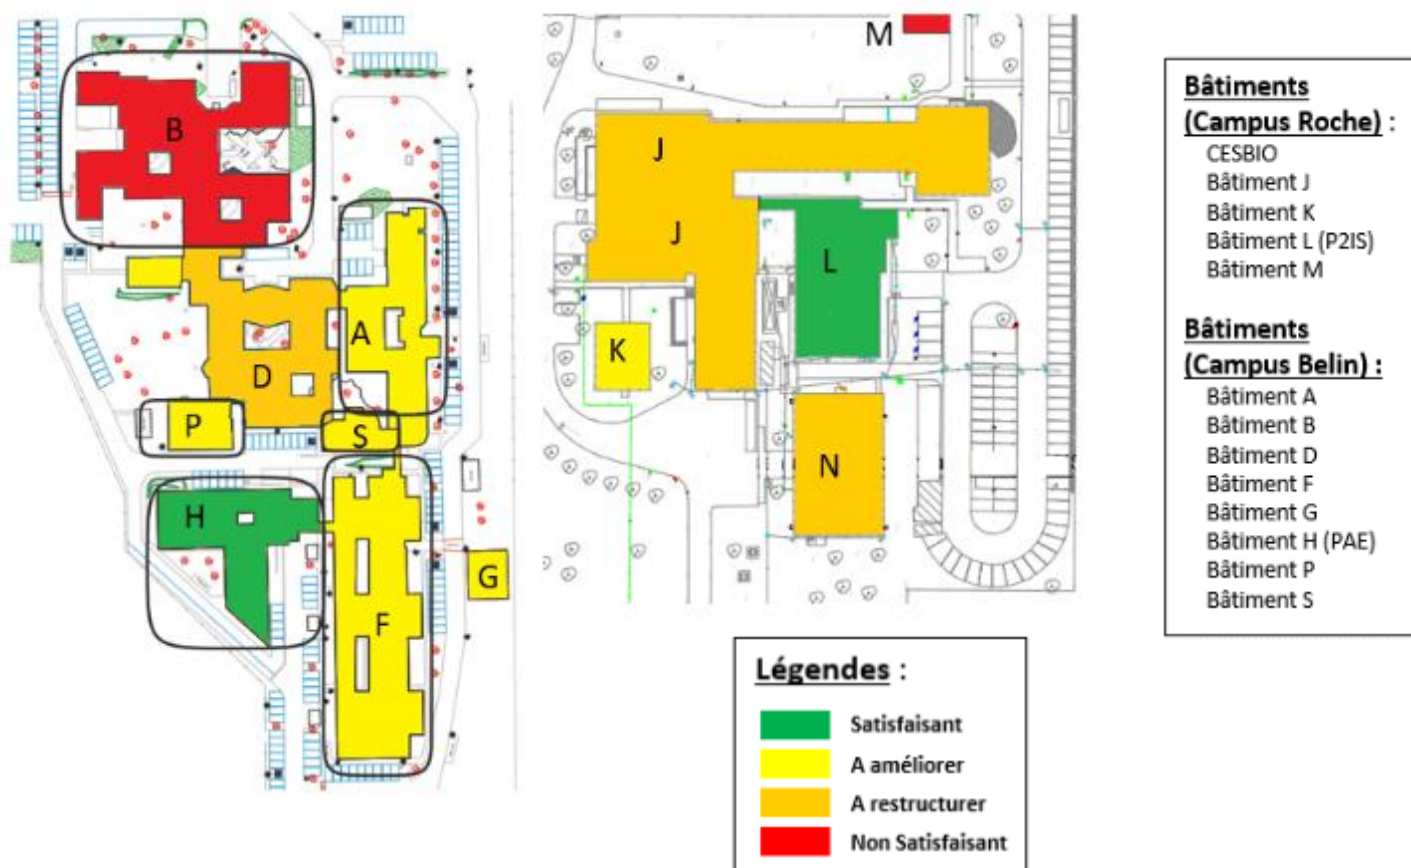 B
A
D
P
S
H
G
F
M
J
J
L
K
N
Bâtiments
(Campus Roche) :
CESBIO
Bâtiment J
Bâtiment K
Bâtiment L (P2IS)
Bâtiment M
Bâtiments
(Campus Belin) :
Bâtiment A
Bâtiment B
Bâtiment D
Bâtiment F
Bâtiment G
Bâtiment H (PAE)
Bâtiment P
Bâtiment S
Légendes :
Satisfaisant
A améliorer
A restructurer
Non Satisfaisant